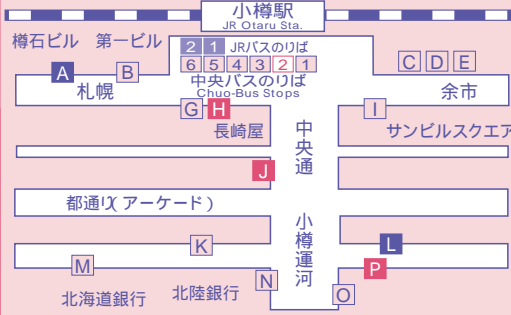 小樽駅
JR Otaru Sta.
樽石ビル 第一ビル
2 1 JRバスのりば
6 5 4 3 2 1
中央バスのりば
Chuo-Bus Stops
A B
C D E
札幌
余市
G H
I
長崎屋
サンビルスクエア
中央通
J
都通り(アーケード)
小樽運河
K
L
M
P
N
O
北海道銀行
北陸銀行